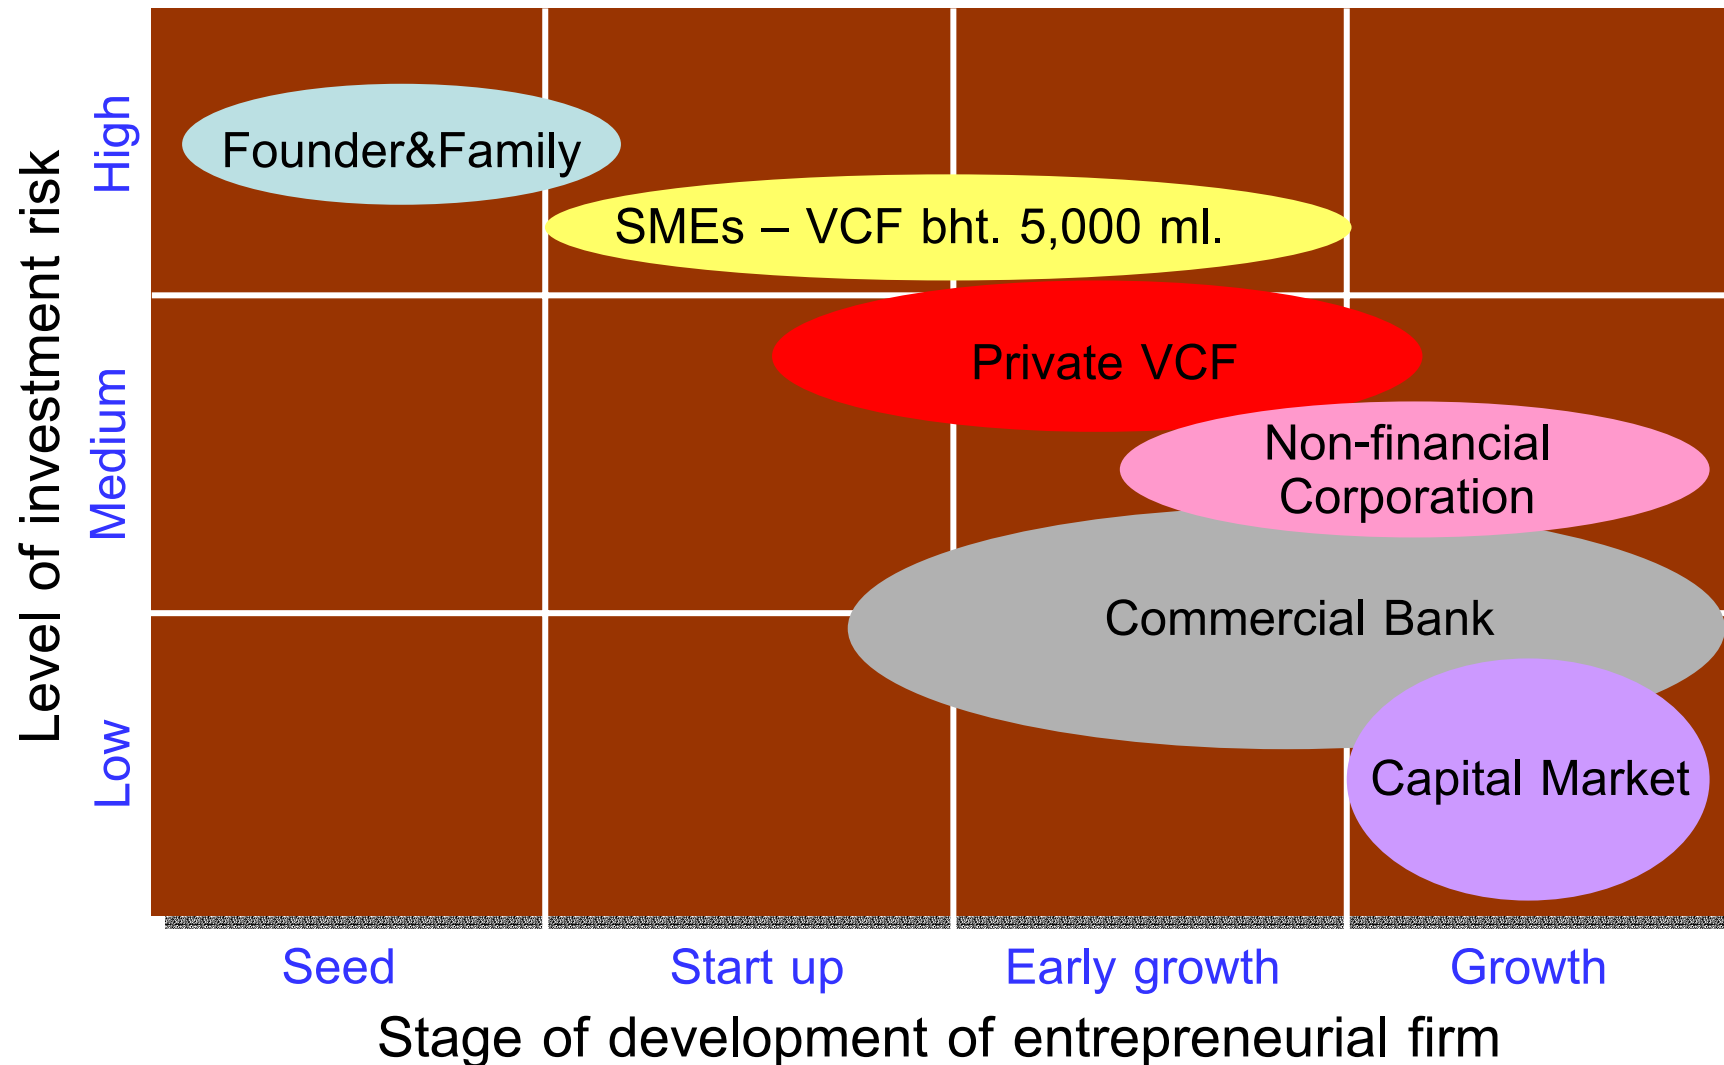 Level of investment risk
High
Medium
Low
Founder&Family
SMEs – VCF bht. 5,000 ml.
Private VCF
Non-financial
Corporation
Commercial Bank
Capital Market
Seed
Start up
Early growth
Growth
Stage of development of entrepreneurial firm